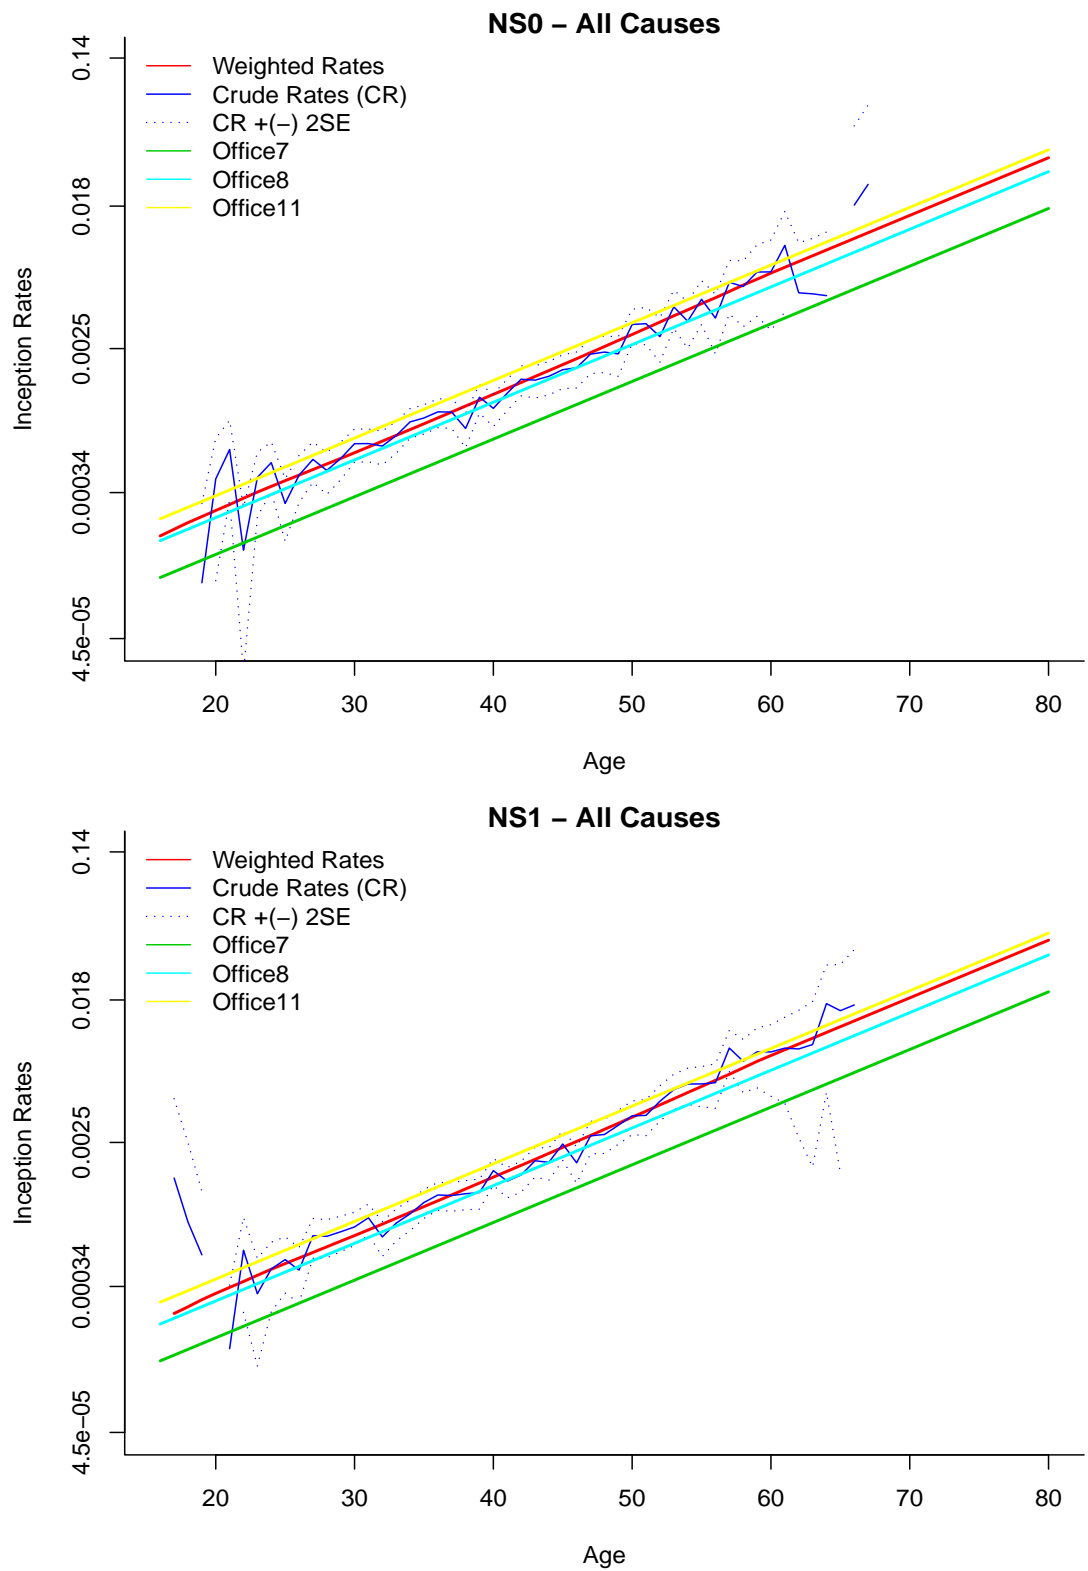 NS0 – All Causes
Weighted Rates
Crude Rates (CR)
CR +(−) 2SE
Office7
Office8
Office11
Inception Rates
0.14
0.018
0.0025
0.00034
4.5e−05
20 30 40 50 60 70 80
Age
NS1 – All Causes
Weighted Rates
Crude Rates (CR)
CR +(−) 2SE
Office7
Office8
Office11
Inception Rates
0.14
0.018
0.0025
0.00034
4.5e−05
20 30 40 50 60 70 80
Age